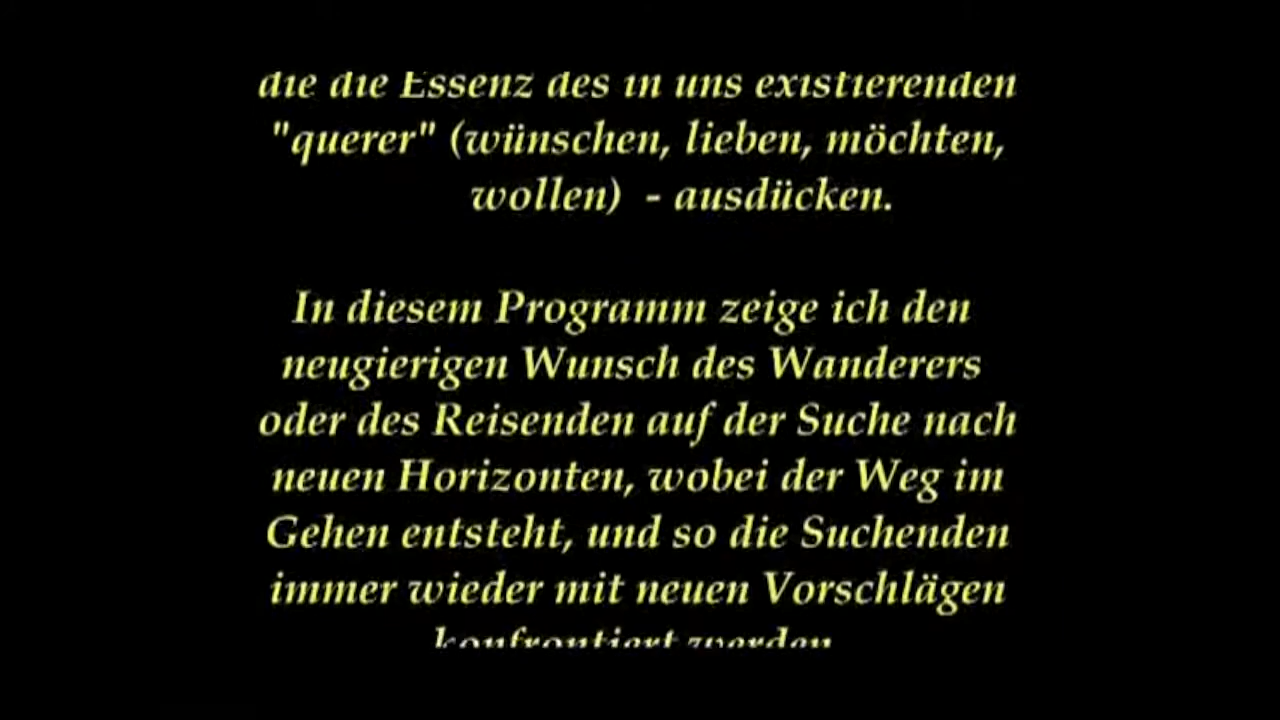 die die Essenz des in uns existierenden
"querer" (wünschen, lieben, möchten,
wollen) - ausdücken.
In diesem Programm zeige ich den
neugierigen Wunsch des Wanderers
oder des Reisenden auf der Suche nach
neuen Horizonten, wobei der Weg im
Gehen entsteht, und so die Suchenden
immer wieder mit neuen Vorschlägen
konfrontiert werden